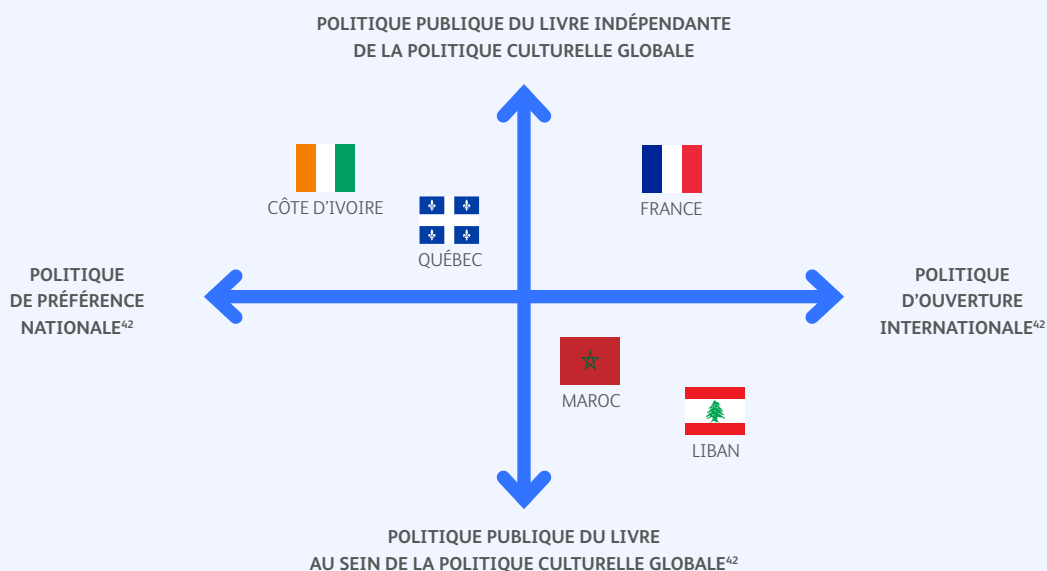 POLITIQUE PUBLIQUE DU LIVRE INDÉPENDANTE
DE LA POLITIQUE CULTURELLE GLOBALE
CÔTE D'IVOIRE
FRANCE
QUÉBEC
POLITIQUE
DE PRÉFÉRENCE
NATIONALE⁴²
POLITIQUE
D'OUVERTURE
INTERNATIONALE⁴²
MAROC
LIBAN
POLITIQUE PUBLIQUE DU LIVRE
AU SEIN DE LA POLITIQUE CULTURELLE GLOBALE⁴²